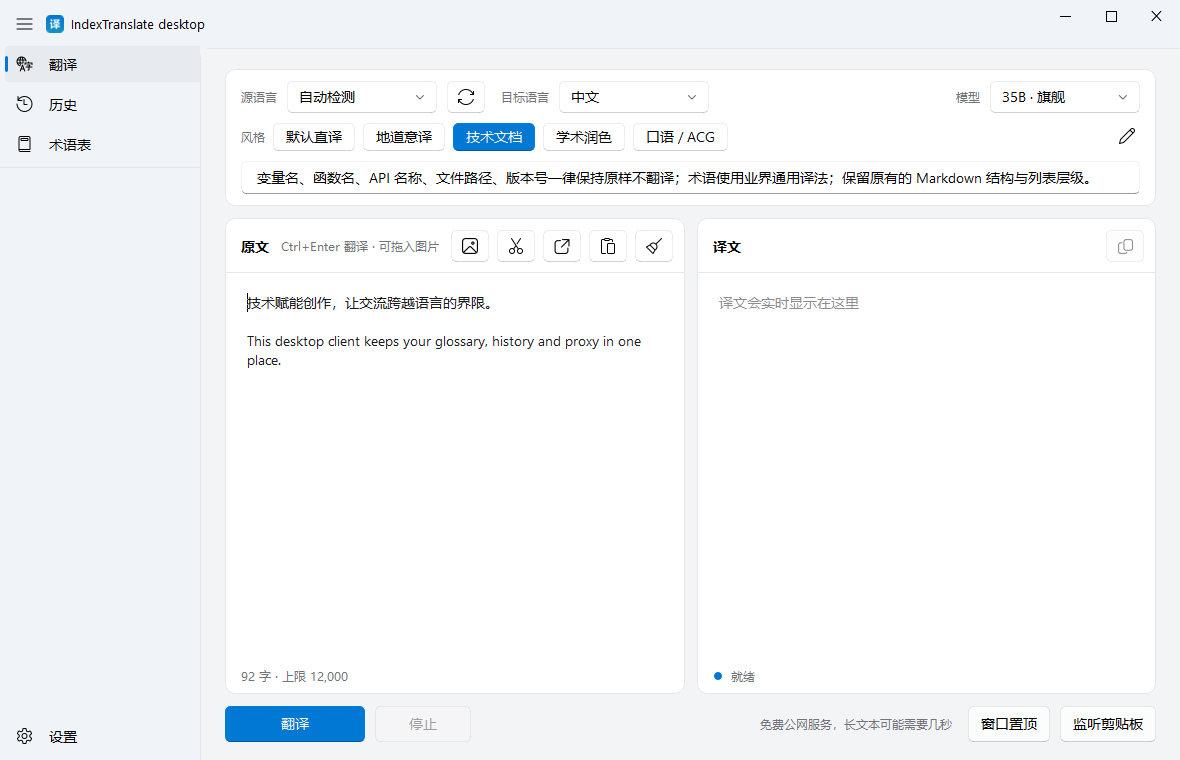 译 IndexTranslate desktop
翻译
历史
术语表
设置
源语言 自动检测 目标语言 中文 模型 35B · 旗舰
风格 默认直译 地道意译 技术文档 学术润色 口语 / ACG
变量名、函数名、API 名称、文件路径、版本号一律保持原样不翻译；术语使用业界通用译法；保留原有的 Markdown 结构与列表层级。
原文 Ctrl+Enter 翻译 · 可拖入图片
技术赋能创作，让交流跨越语言的界限。
This desktop client keeps your glossary, history and proxy in one
place.
92 字 · 上限 12,000
译文
译文会实时显示在这里
就绪
翻译 停止 免费公网服务，长文本可能需要几秒 窗口置顶 监听剪贴板